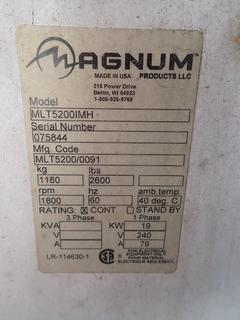 MAGNUM
MADE IN USA PRODUCTS LLC
215 Power Drive
Berlin, WI 54923
1-800-926-9768
Model
MLT5200IMH
Serial Number
075844
Mfg. Code
MLT5200/0091
kg lbs
1180 2600
rpm hz amb.temp
1800 60 40 deg. C
RATING: X CONT. STAND BY
3 Phase 1 Phase
KVA KW 19
V V 240
A A 79
LR-114630-1